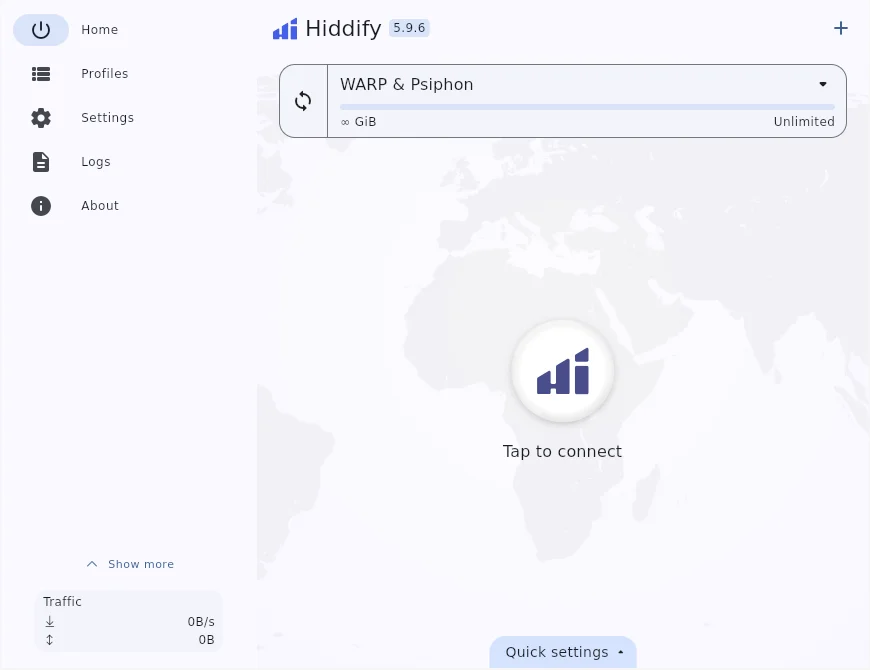 Home
Profiles
Settings
Logs
About
Show more
Traffic
0B/s
0B
Hiddify 5.9.6
WARP & Psiphon
∞ GiB Unlimited
Tap to connect
Quick settings